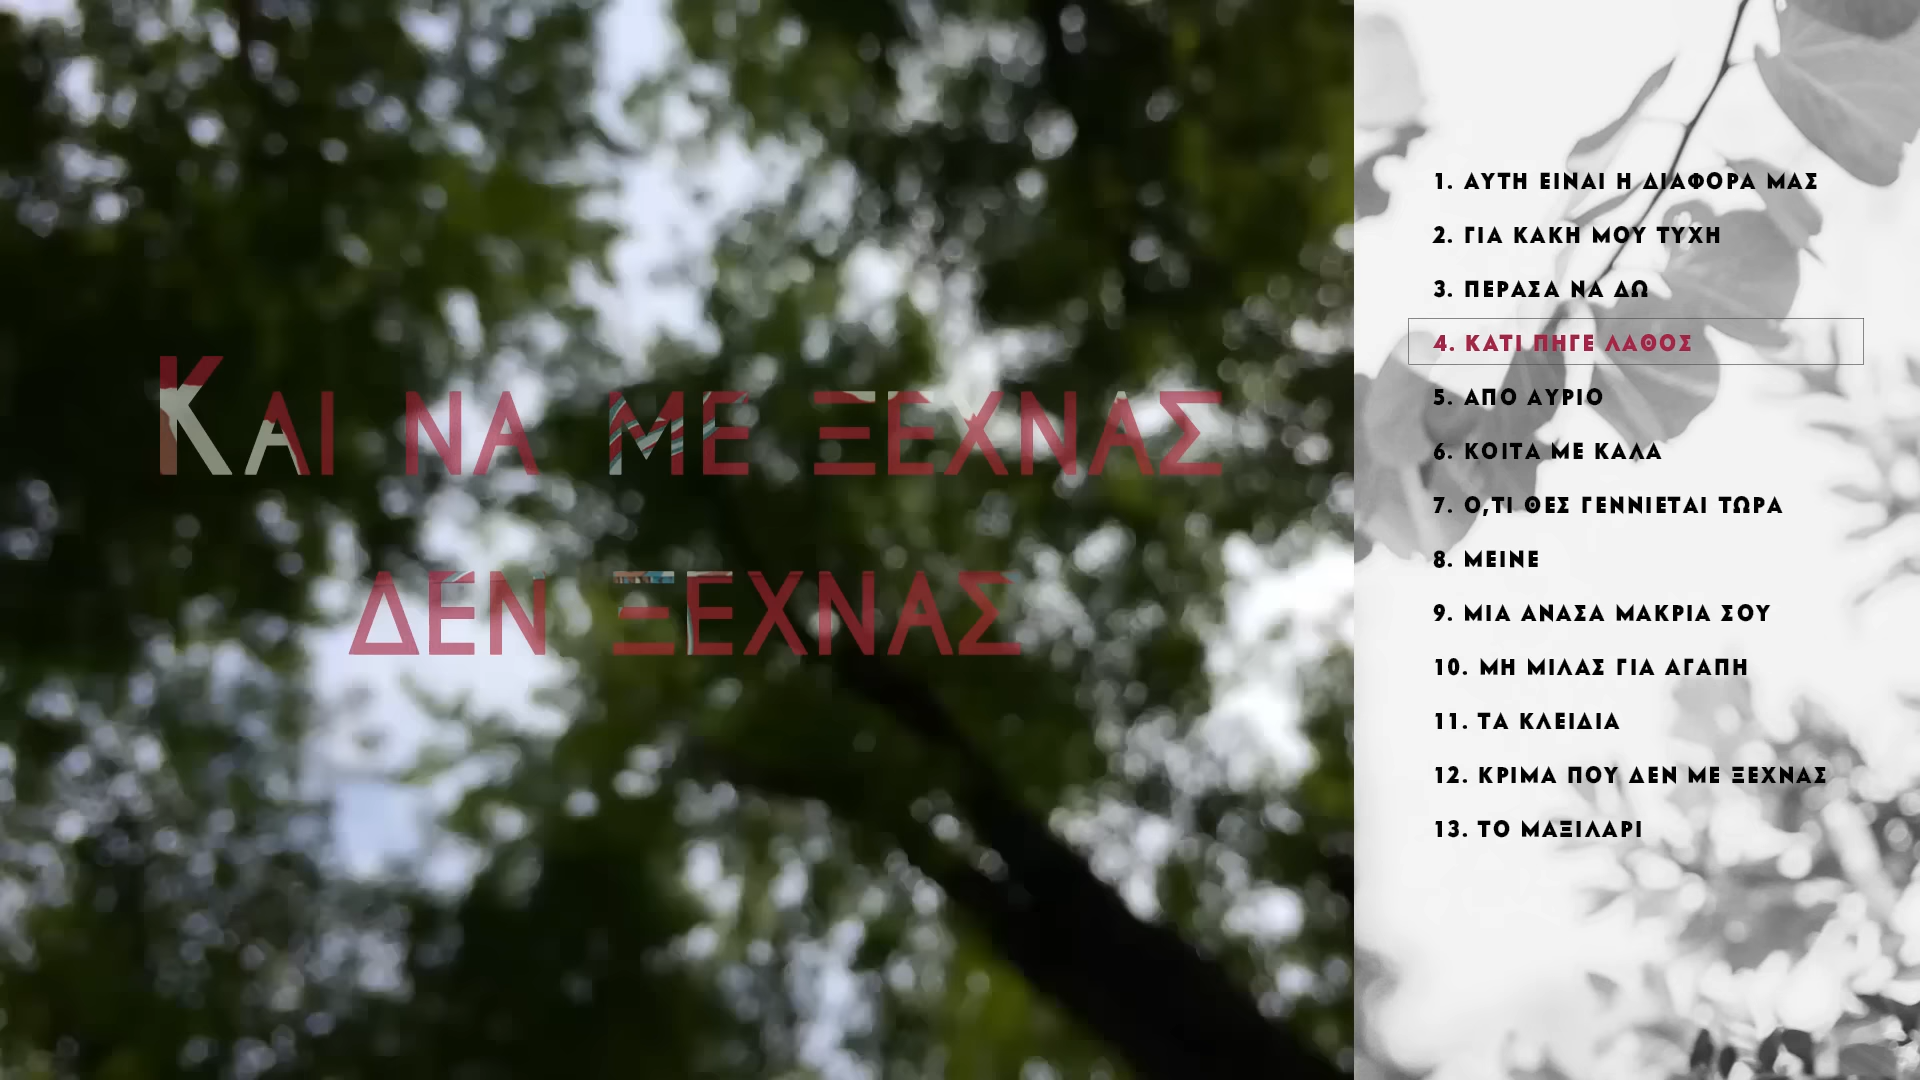 ΚΑΙ ΝΑ ΜΕ ΞΕΧΝΑΣ
ΔΕΝ ΞΕΧΝΑΣ
1. ΑΥΤΗ ΕΙΝΑΙ Η ΔΙΑΦΟΡΑ ΜΑΣ
2. ΓΙΑ ΚΑΚΗ ΜΟΥ ΤΥΧΗ
3. ΠΕΡΑΣΑ ΝΑ ΔΩ
4. ΚΑΤΙ ΠΗΓΕ ΛΑΘΟΣ
5. ΑΠΟ ΑΥΡΙΟ
6. ΚΟΙΤΑ ΜΕ ΚΑΛΑ
7. Ο,ΤΙ ΘΕΣ ΓΕΝΝΙΕΤΑΙ ΤΩΡΑ
8. ΜΕΙΝΕ
9. ΜΙΑ ΑΝΑΣΑ ΜΑΚΡΙΑ ΣΟΥ
10. ΜΗ ΜΙΛΑΣ ΓΙΑ ΑΓΑΠΗ
11. ΤΑ ΚΛΕΙΔΙΑ
12. ΚΡΙΜΑ ΠΟΥ ΔΕΝ ΜΕ ΞΕΧΝΑΣ
13. ΤΟ ΜΑΞΙΛΑΡΙ